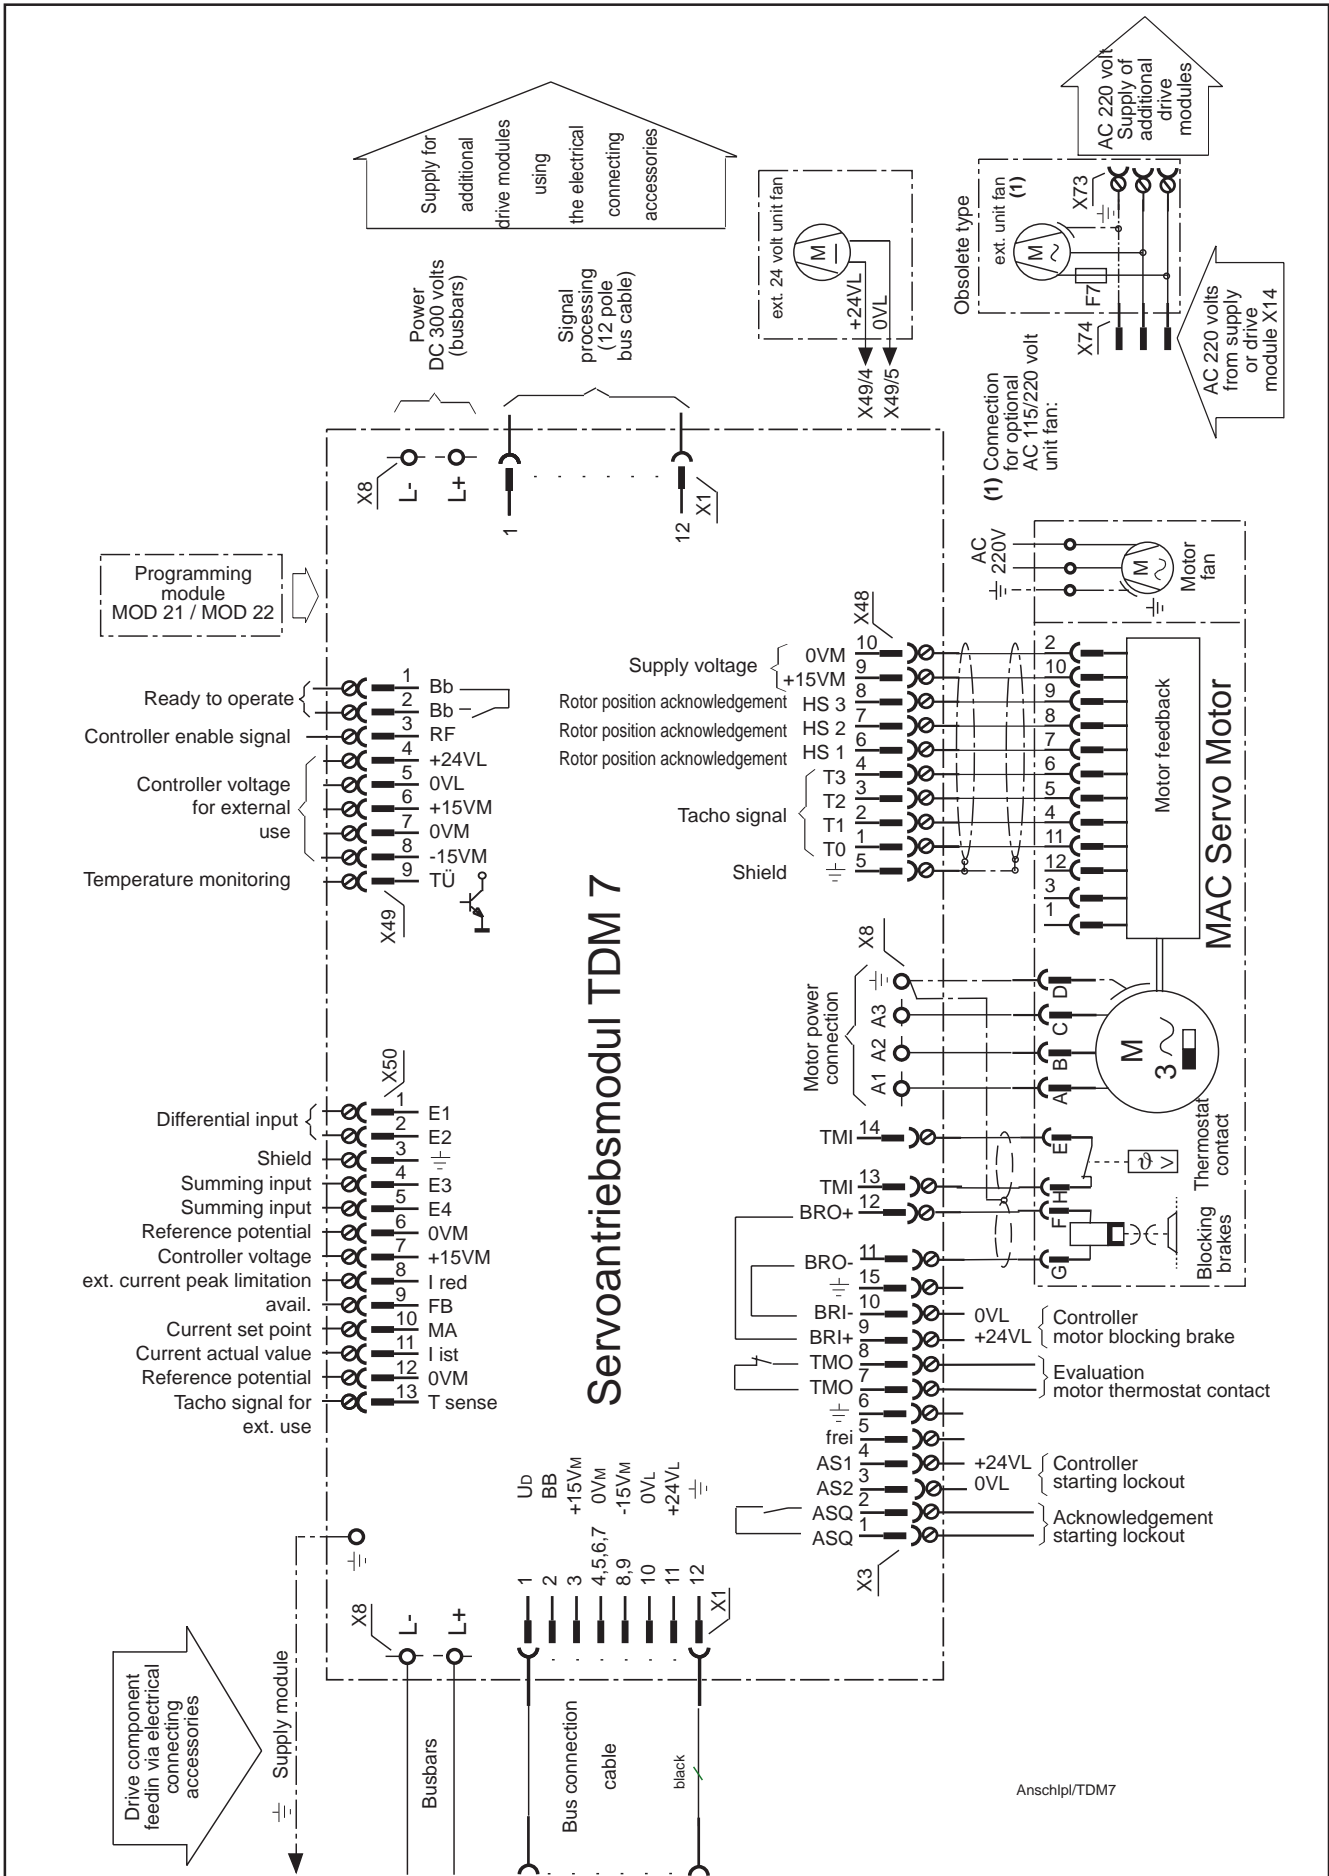 AC 220 volt
Supply of
additional
drive
modules
Supply for
additional
drive modules
using
the electrical
connecting
accessories
Obsolete type
ext. unit fan
(1)
M
X73
F7
X74
AC 220 volts
from supply
or drive
module X14
ext. 24 volt unit fan
M
+24VL
0VL
X49/4
X49/5
(1) Connection
for optional
AC 115/220 volt
unit fan:
Power
DC 300 volts
(busbars)
Signal
processing
(12 pole
bus cable)
X8
L-
L+
1
12
X1
Programming
module
MOD 21 / MOD 22
Ready to operate
1 Bb
2 Bb
Controller enable signal 3 RF
Controller voltage
for external
use
4 +24VL
5 0VL
6 +15VM
7 0VM
8 -15VM
Temperature monitoring 9 TÜ
X49
Servoantriebsmodul TDM 7
X50
Differential input
1 E1
2 E2
Shield 3
Summing input 4 E3
Summing input 5 E4
Reference potential 6 0VM
Controller voltage 7 +15VM
ext. current peak limitation 8 I red
avail. 9 FB
Current set point 10 MA
Current actual value 11 I ist
Reference potential 12 0VM
Tacho signal for 13 T sense
ext. use
AC
220V
M
Motor
fan
X48
Supply voltage
0VM 10 2
+15VM 9 10
Rotor position acknowledgement HS 3 8 9
Rotor position acknowledgement HS 2 7 8
Rotor position acknowledgement HS 1 6 7
Tacho signal
T3 4 6
T2 3 5
T1 2 4
T0 1 11
Shield 5 12
3
1
Motor feedback
MAC Servo Motor
X8
Motor power
connection
A3
A2
A1
D
C
B
A
M
3
TMI 14 E
TMI 13 H
BRO+ 12 F
BRO- 11 G
ϑ
>
Thermostat
contact
Blocking
brakes
15
BRI- 10 0VL
BRI+ 9 +24VL
Controller
motor blocking brake
TMO 8
TMO 7
Evaluation
motor thermostat contact
6
frei 5
AS1 4 +24VL
AS2 3 0VL
Controller
starting lockout
ASQ 2
ASQ 1
Acknowledgement
starting lockout
X3
UD
BB
+15VM
0VM
-15VM
0VL
+24VL
1
2
3
4,5,6,7
8,9
10
11
12
X1
X8
L-
L+
Drive component
feedin via electrical
connecting
accessories
Supply module
Busbars
Bus connection
cable
black
Anschlpl/TDM7